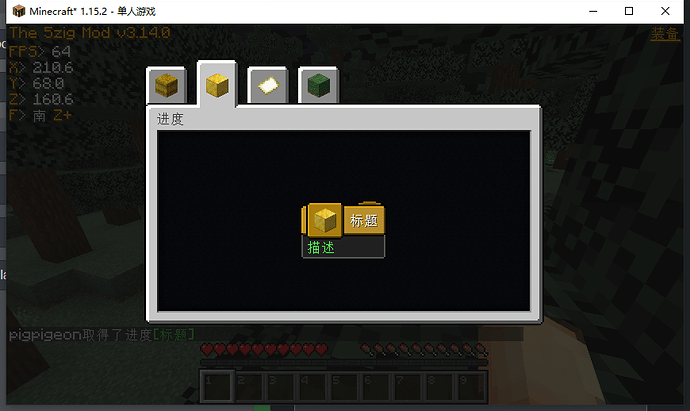 Minecraft* 1.15.2 - 单人游戏
The 5zig Mod v3.14.0
装备
FPS> 64
X> 210.6
Y> 68.0
Z> 160.6
F> 南 Z+
进度
标题
描述
pigpigeon取得了进度[标题]
1 2 3 4 5 6 7 8 9